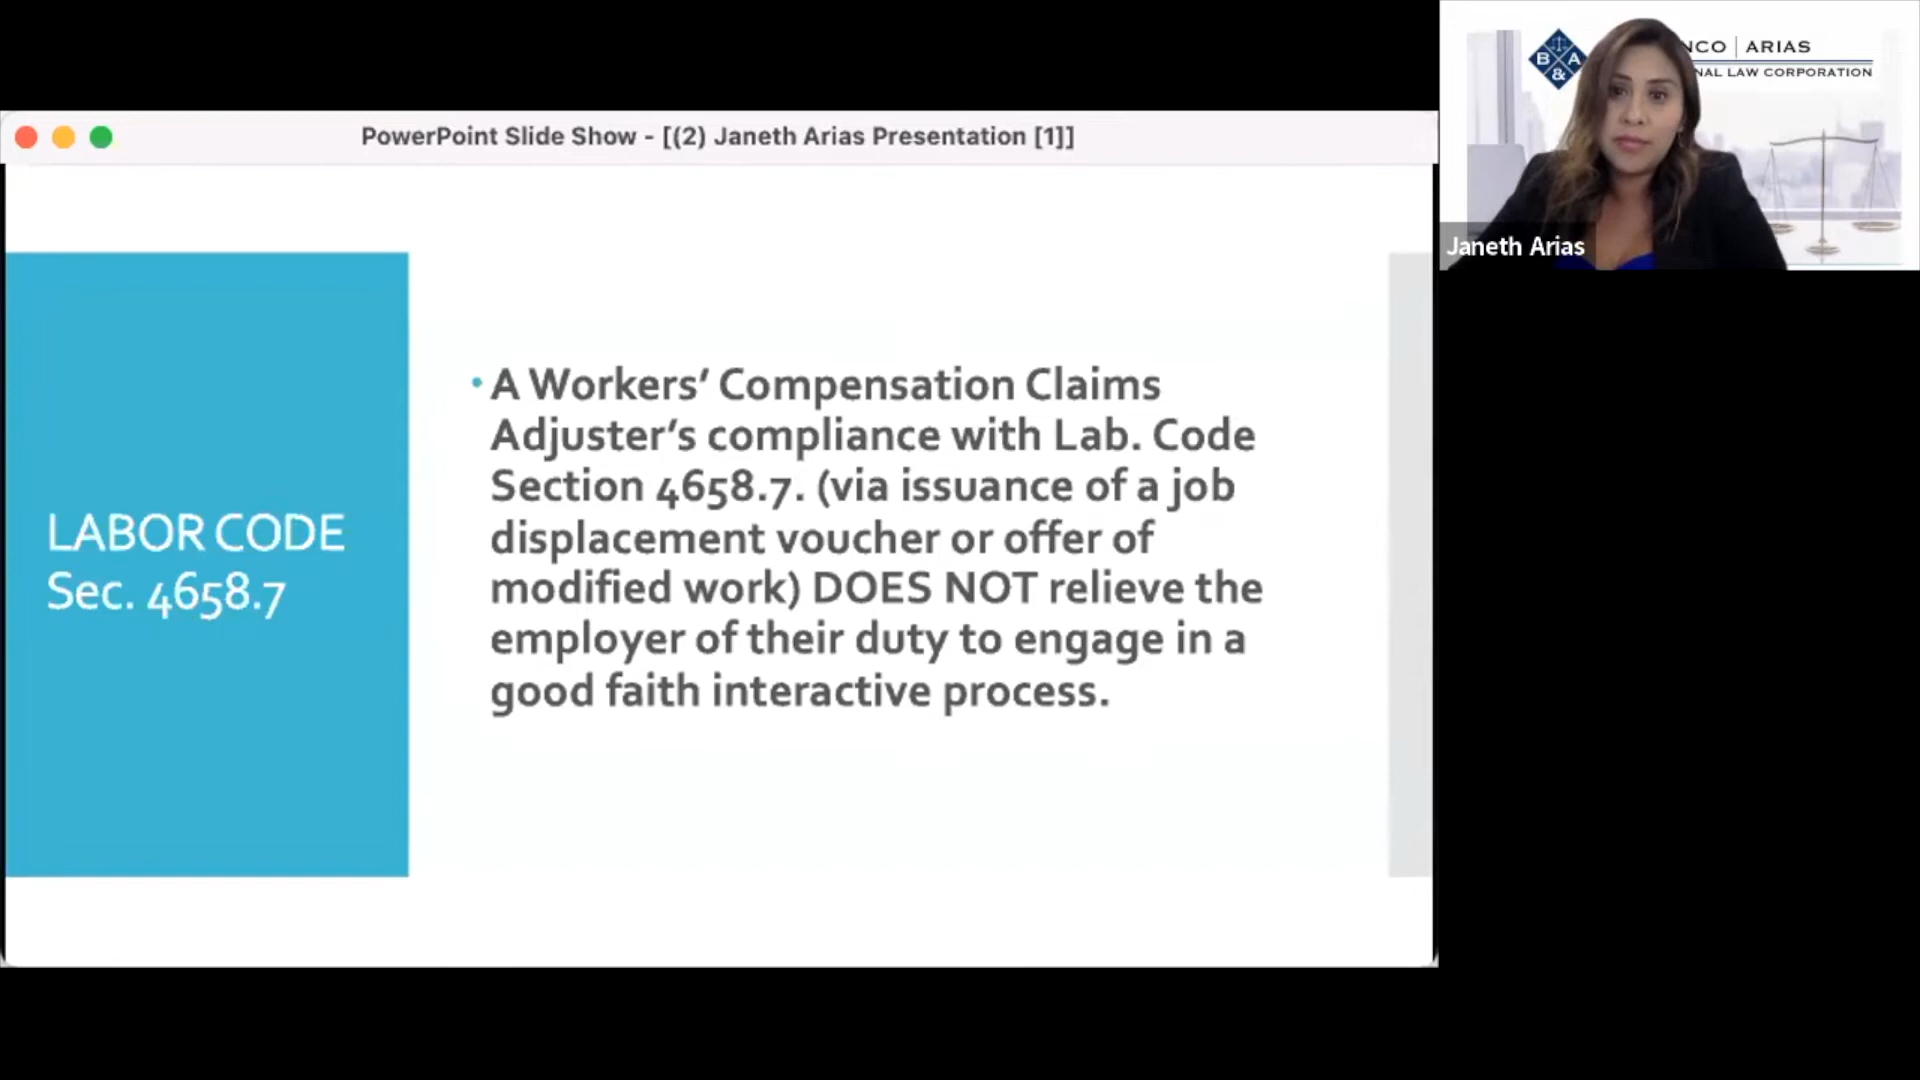 PowerPoint Slide Show - [(2) Janeth Arias Presentation [1]]
LABOR CODE
Sec. 4658.7
• A Workers’ Compensation Claims
Adjuster’s compliance with Lab. Code
Section 4658.7. (via issuance of a job
displacement voucher or offer of
modified work) DOES NOT relieve the
employer of their duty to engage in a
good faith interactive process.
B A
&
NCO | ARIAS
NAL LAW CORPORATION
Janeth Arias